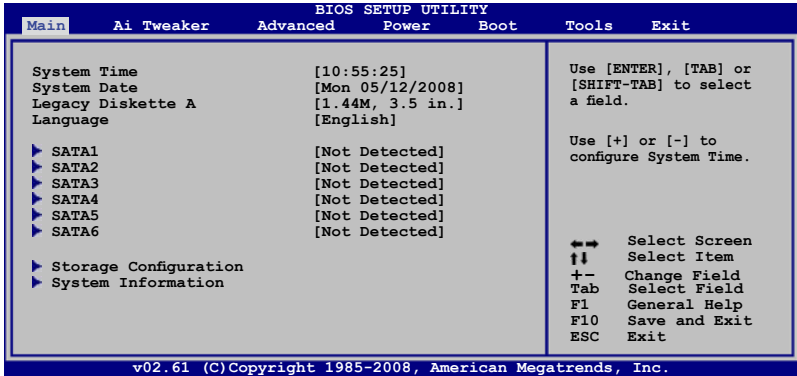 BIOS SETUP UTILITY
Main Ai Tweaker Advanced Power Boot Tools Exit
System Time [10:55:25]
System Date [Mon 05/12/2008]
Legacy Diskette A [1.44M, 3.5 in.]
Language [English]
SATA1 [Not Detected]
SATA2 [Not Detected]
SATA3 [Not Detected]
SATA4 [Not Detected]
SATA5 [Not Detected]
SATA6 [Not Detected]
Storage Configuration
System Information
Use [ENTER], [TAB] or
[SHIFT-TAB] to select
a field.
Use [+] or [-] to
configure System Time.
←→ Select Screen
↑↓ Select Item
+- Change Field
Tab Select Field
F1 General Help
F10 Save and Exit
ESC Exit
v02.61 (C)Copyright 1985-2008, American Megatrends, Inc.